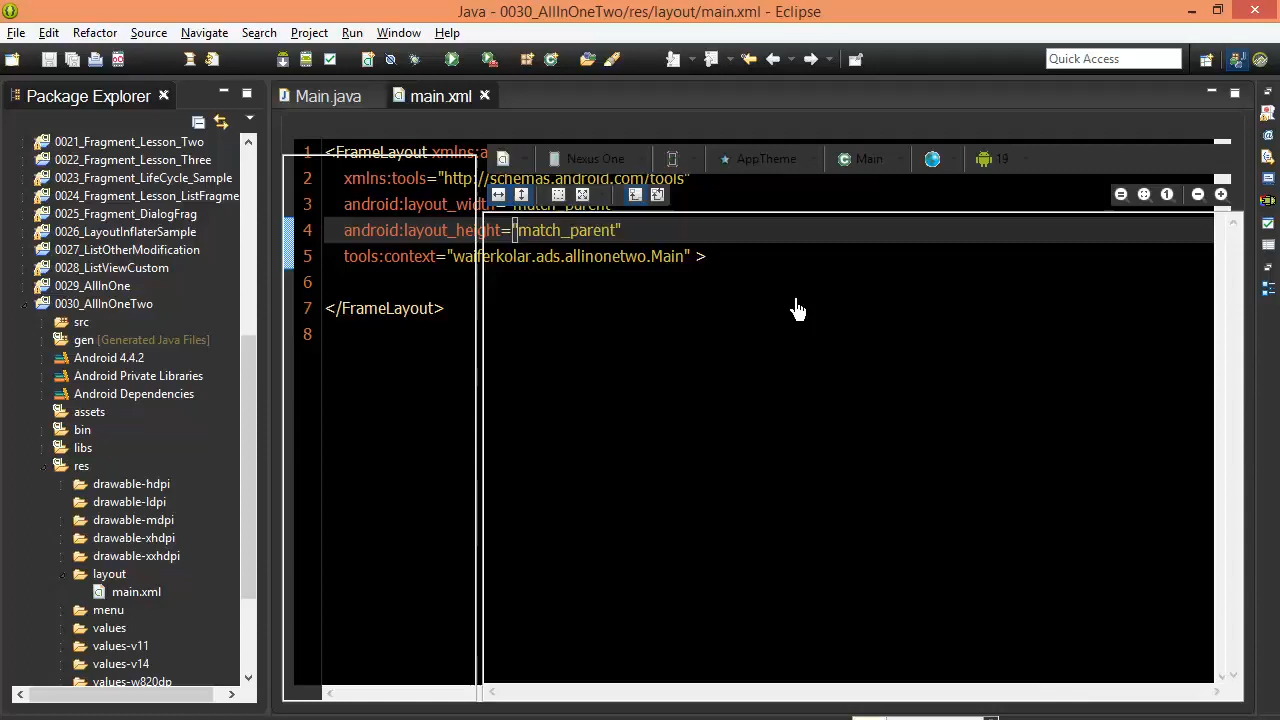 Java - 0030_AllInOneTwo/res/layout/main.xml - Eclipse
File Edit Refactor Source Navigate Search Project Run Window Help
Quick Access
Package Explorer
Main.java
main.xml
0021_Fragment_Lesson_Two
0022_Fragment_Lesson_Three
0023_Fragment_LifeCycle_Sample
0024_Fragment_Lesson_ListFragme
0025_Fragment_DialogFrag
0026_LayoutInflaterSample
0027_ListOtherModification
0028_ListViewCustom
0029_AllInOne
0030_AllInOneTwo
src
gen [Generated Java Files]
Android 4.4.2
Android Private Libraries
Android Dependencies
assets
bin
libs
res
drawable-hdpi
drawable-ldpi
drawable-mdpi
drawable-xhdpi
drawable-xxhdpi
layout
main.xml
menu
values
values-v11
values-v14
values-w820dp
Nexus One
AppTheme
Main
19
1 <FrameLayout xmlns:a
2 xmlns:tools="http://schemas.android.com/tools"
3 android:layout_width="match_parent"
4 android:layout_height="match_parent"
5 tools:context="waiferkolar.ads.allinonetwo.Main" >
6
7 </FrameLayout>
8